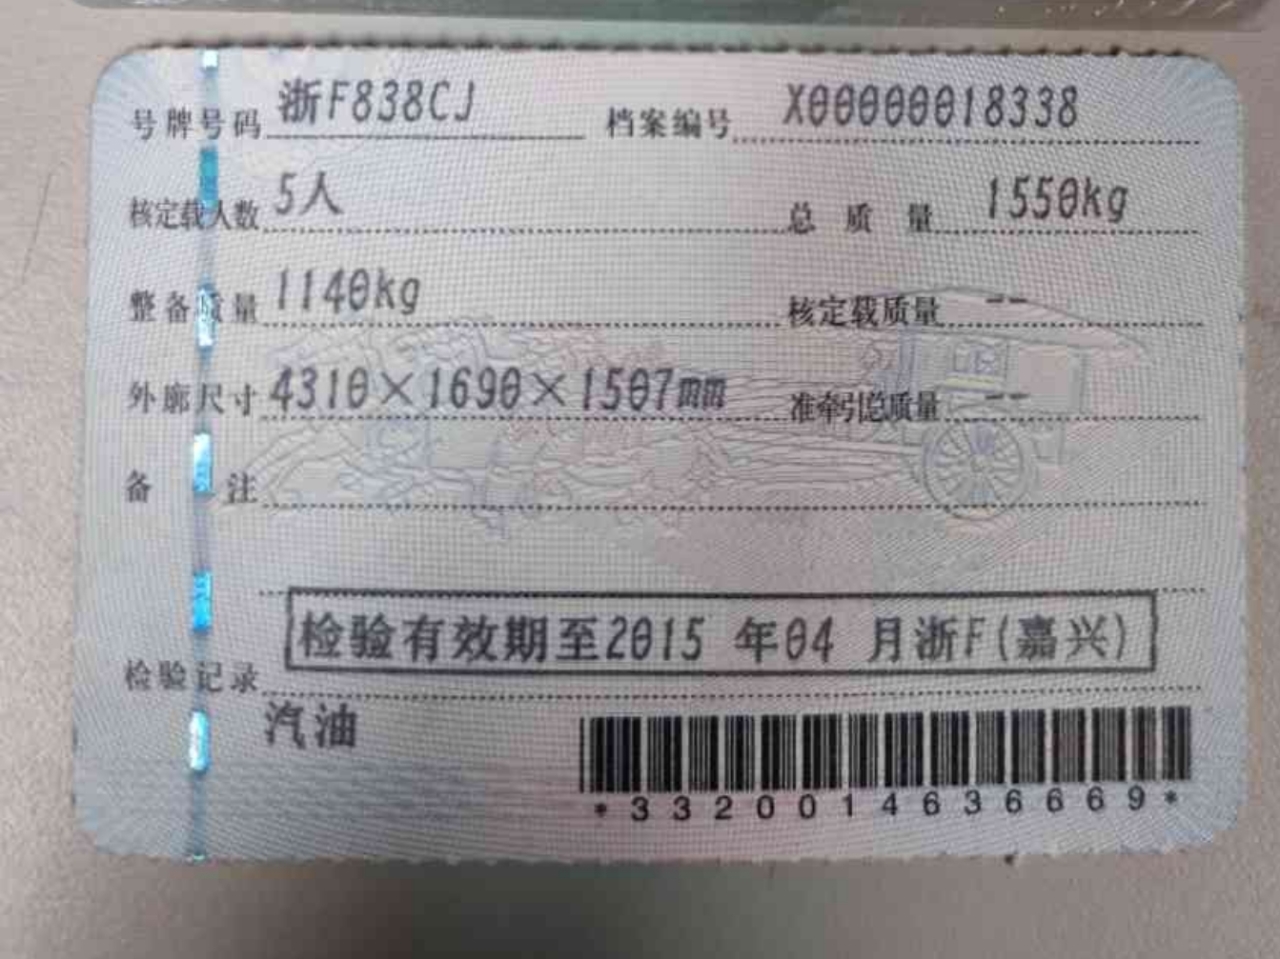 号牌号码 浙F838CJ 档案编号 X00000018338
核定载人数 5人 总质量 1550kg
整备质量 1140kg 核定载质量 --
外廓尺寸 4310×1690×1507mm 准牵引总质量 --
备注
检验记录 检验有效期至2015 年04 月浙F(嘉兴)
汽油
*3320014636669*